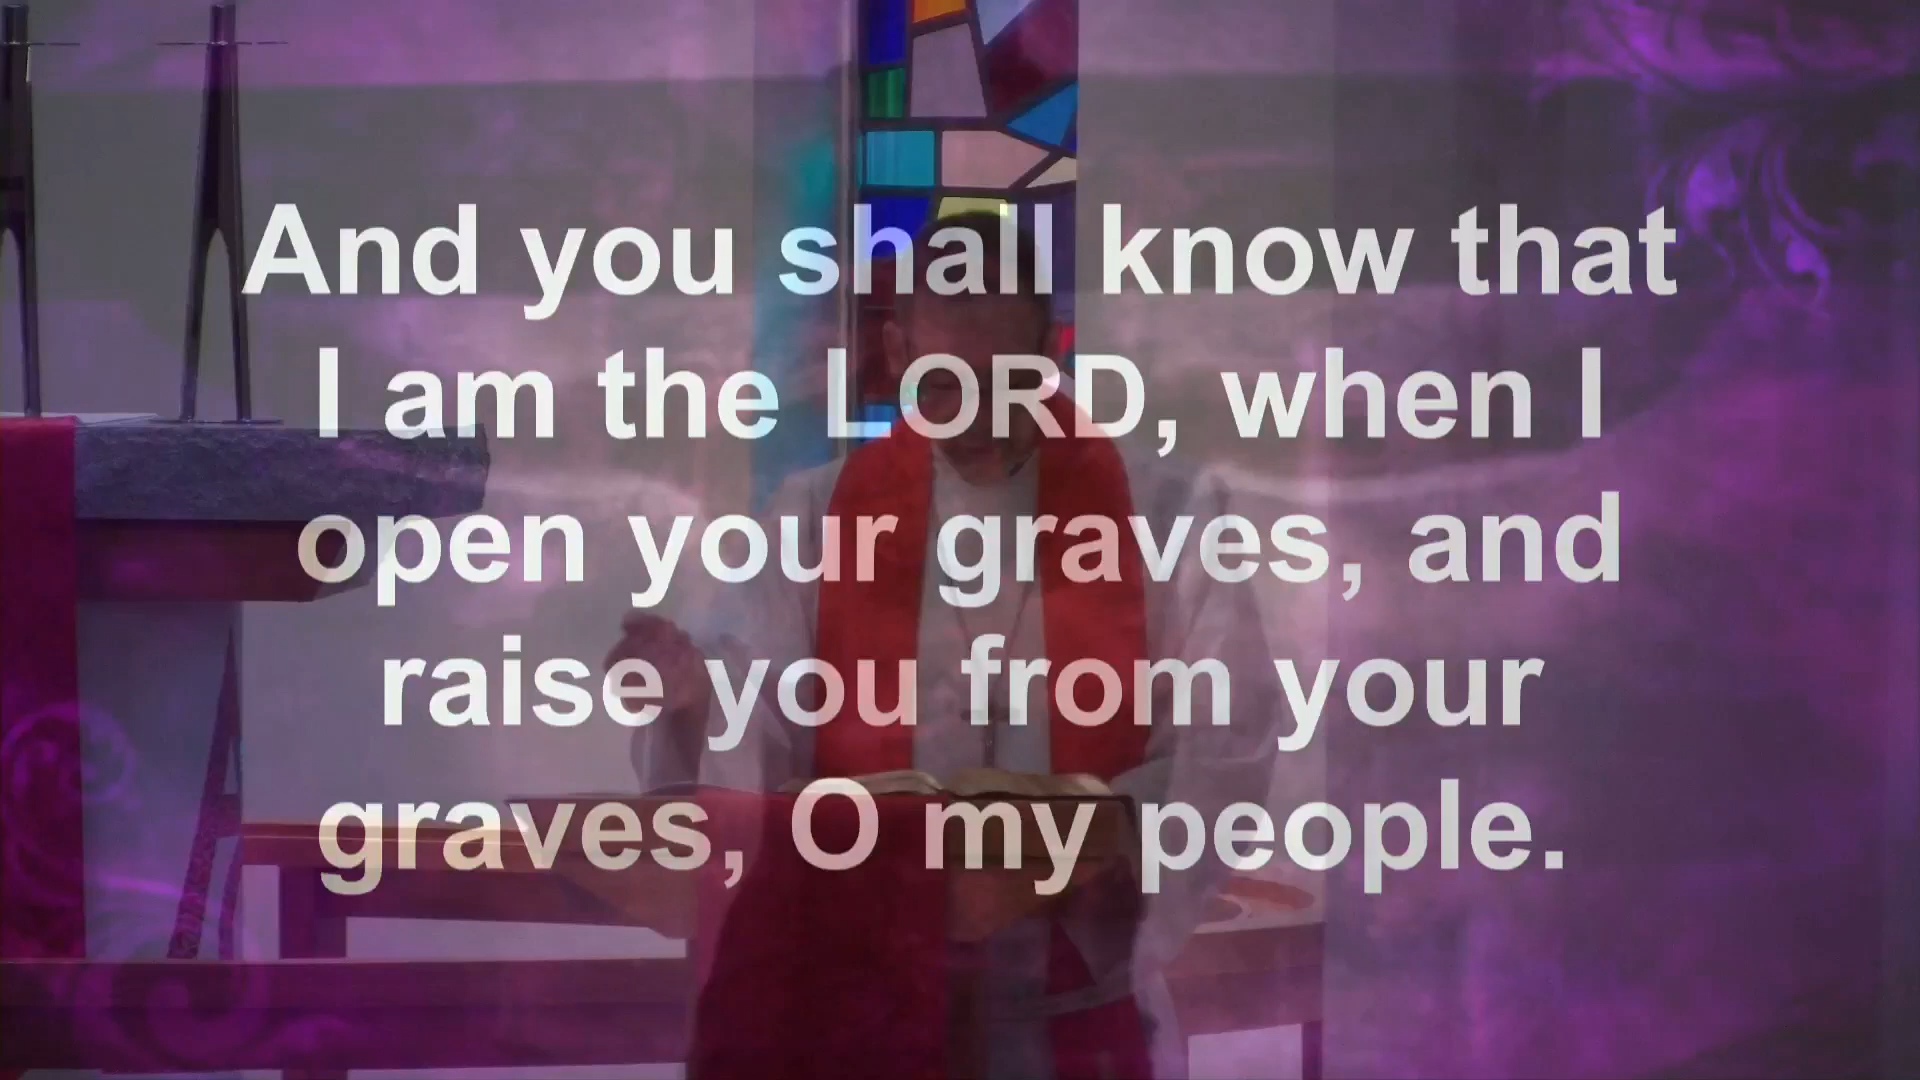 And you shall know that
I am the LORD, when I
open your graves, and
raise you from your
graves, O my people.